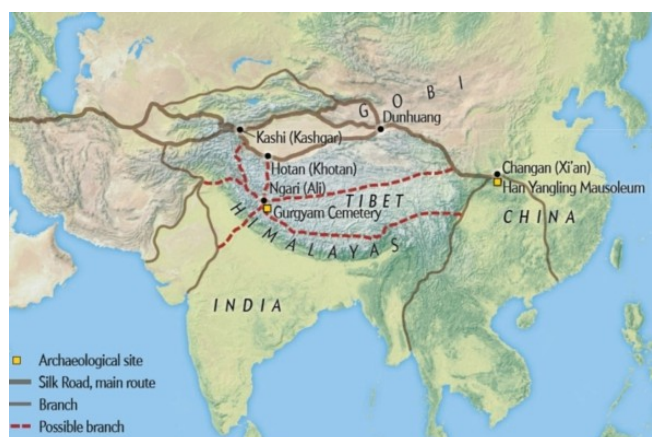 GOBI
Dunhuang
Kashi (Kashgar)
Hotan (Khotan)
Changan (Xi'an)
Han Yangling Mausoleum
Ngari (Ali)
TIBET
Gurgyam Cemetery
CHINA
HIMALAYAS
INDIA
Archaeological site
Silk Road, main route
Branch
Possible branch